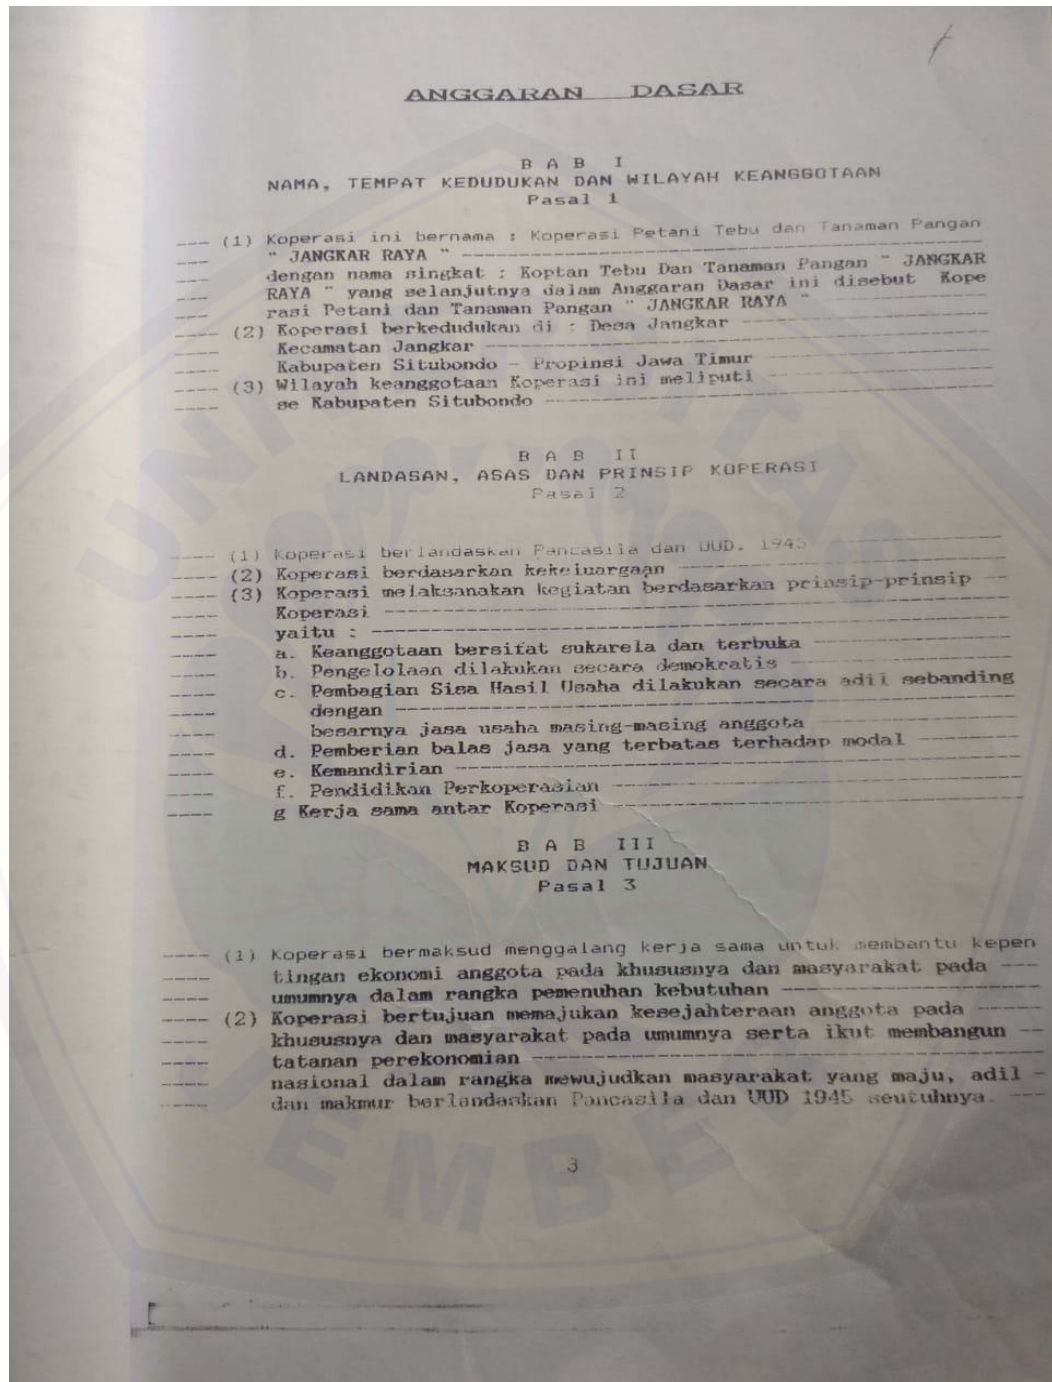 ANGGARAN DASAR
B A B I
NAMA, TEMPAT KEDUDUKAN DAN WILAYAH KEANGGOTAAN
Pasal 1
--- (1) Koperasi ini bernama : Koperasi Petani Tebu dan Tanaman Pangan
--- " JANGKAR RAYA " ---
--- dengan nama singkat : Koptan Tebu Dan Tanaman Pangan " JANGKAR
--- RAYA " yang selanjutnya dalam Anggaran Dasar ini disebut Kope
--- rasi Petani dan Tanaman Pangan " JANGKAR RAYA " ---
---- (2) Koperasi berkedudukan di : Desa Jangkar ---
---- Kecamatan Jangkar ---
---- Kabupaten Situbondo - Propinsi Jawa Timur ---
---- (3) Wilayah keanggotaan Koperasi ini meliputi ---
---- se Kabupaten Situbondo ---
B A B II
LANDASAN, ASAS DAN PRINSIP KOPERASI
Pasal 2
---- (1) Koperasi berlandaskan Pancasila dan UUD. 1945 ---
---- (2) Koperasi berdasarkan kekeluargaan ---
---- (3) Koperasi melaksanakan kegiatan berdasarkan prinsip-prinsip --
---- Koperasi ---
---- yaitu : ---
---- a. Keanggotaan bersifat sukarela dan terbuka ---
---- b. Pengelolaan dilakukan secara demokratis ---
---- c. Pembagian Sisa Hasil Usaha dilakukan secara adil sebanding
---- dengan ---
---- besarnya jasa usaha masing-masing anggota ---
---- d. Pemberian balas jasa yang terbatas terhadap modal ---
---- e. Kemandirian ---
---- f. Pendidikan Perkoperasian ---
---- g Kerja sama antar Koperasi ---
B A B III
MAKSUD DAN TUJUAN
Pasal 3
---- (1) Koperasi bermaksud menggalang kerja sama untuk membantu kepen
---- tingan ekonomi anggota pada khususnya dan masyarakat pada ---
---- umumnya dalam rangka pemenuhan kebutuhan ---
---- (2) Koperasi bertujuan memajukan kesejahteraan anggota pada ---
---- khususnya dan masyarakat pada umumnya serta ikut membangun --
---- tatanan perekonomian ---
---- nasional dalam rangka mewujudkan masyarakat yang maju, adil -
---- dan makmur berlandaskan Pancasila dan UUD 1945 seutuhnya. ---
3